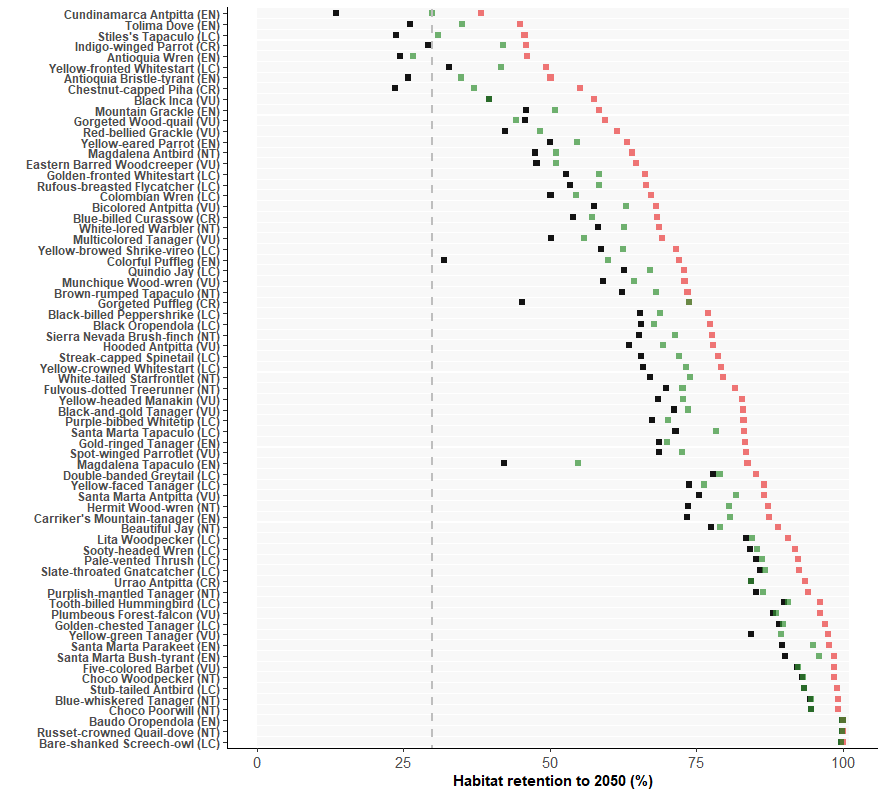 Cundinamarca Antpitta (EN)
Tolima Dove (EN)
Stiles's Tapaculo (LC)
Indigo-winged Parrot (CR)
Antioquia Wren (EN)
Yellow-fronted Whitestart (LC)
Antioquia Bristle-tyrant (EN)
Chestnut-capped Piha (CR)
Black Inca (VU)
Mountain Grackle (EN)
Gorgeted Wood-quail (VU)
Red-bellied Grackle (VU)
Yellow-eared Parrot (EN)
Magdalena Antbird (NT)
Eastern Barred Woodcreeper (VU)
Golden-fronted Whitestart (LC)
Rufous-breasted Flycatcher (LC)
Colombian Wren (LC)
Bicolored Antpitta (VU)
Blue-billed Curassow (CR)
White-lored Warbler (NT)
Multicolored Tanager (VU)
Yellow-browed Shrike-vireo (LC)
Colorful Puffleg (EN)
Quindio Jay (LC)
Munchique Wood-wren (VU)
Brown-rumped Tapaculo (NT)
Gorgeted Puffleg (CR)
Black-billed Peppershrike (LC)
Black Oropendola (LC)
Sierra Nevada Brush-finch (NT)
Hooded Antpitta (VU)
Streak-capped Spinetail (LC)
Yellow-crowned Whitestart (LC)
White-tailed Starfrontlet (NT)
Fulvous-dotted Treerunner (NT)
Yellow-headed Manakin (VU)
Black-and-gold Tanager (VU)
Purple-bibbed Whitetip (LC)
Santa Marta Tapaculo (LC)
Gold-ringed Tanager (EN)
Spot-winged Parrotlet (VU)
Magdalena Tapaculo (EN)
Double-banded Greytail (LC)
Yellow-faced Tanager (LC)
Santa Marta Antpitta (VU)
Hermit Wood-wren (NT)
Carriker's Mountain-tanager (EN)
Beautiful Jay (NT)
Lita Woodpecker (LC)
Sooty-headed Wren (LC)
Pale-vented Thrush (LC)
Slate-throated Gnatcatcher (LC)
Urrao Antpitta (CR)
Purplish-mantled Tanager (NT)
Tooth-billed Hummingbird (LC)
Plumbeous Forest-falcon (VU)
Golden-chested Tanager (LC)
Yellow-green Tanager (VU)
Santa Marta Parakeet (EN)
Santa Marta Bush-tyrant (EN)
Five-colored Barbet (VU)
Choco Woodpecker (NT)
Stub-tailed Antbird (LC)
Blue-whiskered Tanager (NT)
Choco Poorwill (NT)
Baudo Oropendola (EN)
Russet-crowned Quail-dove (NT)
Bare-shanked Screech-owl (LC)
0 25 50 75 100
Habitat retention to 2050 (%)